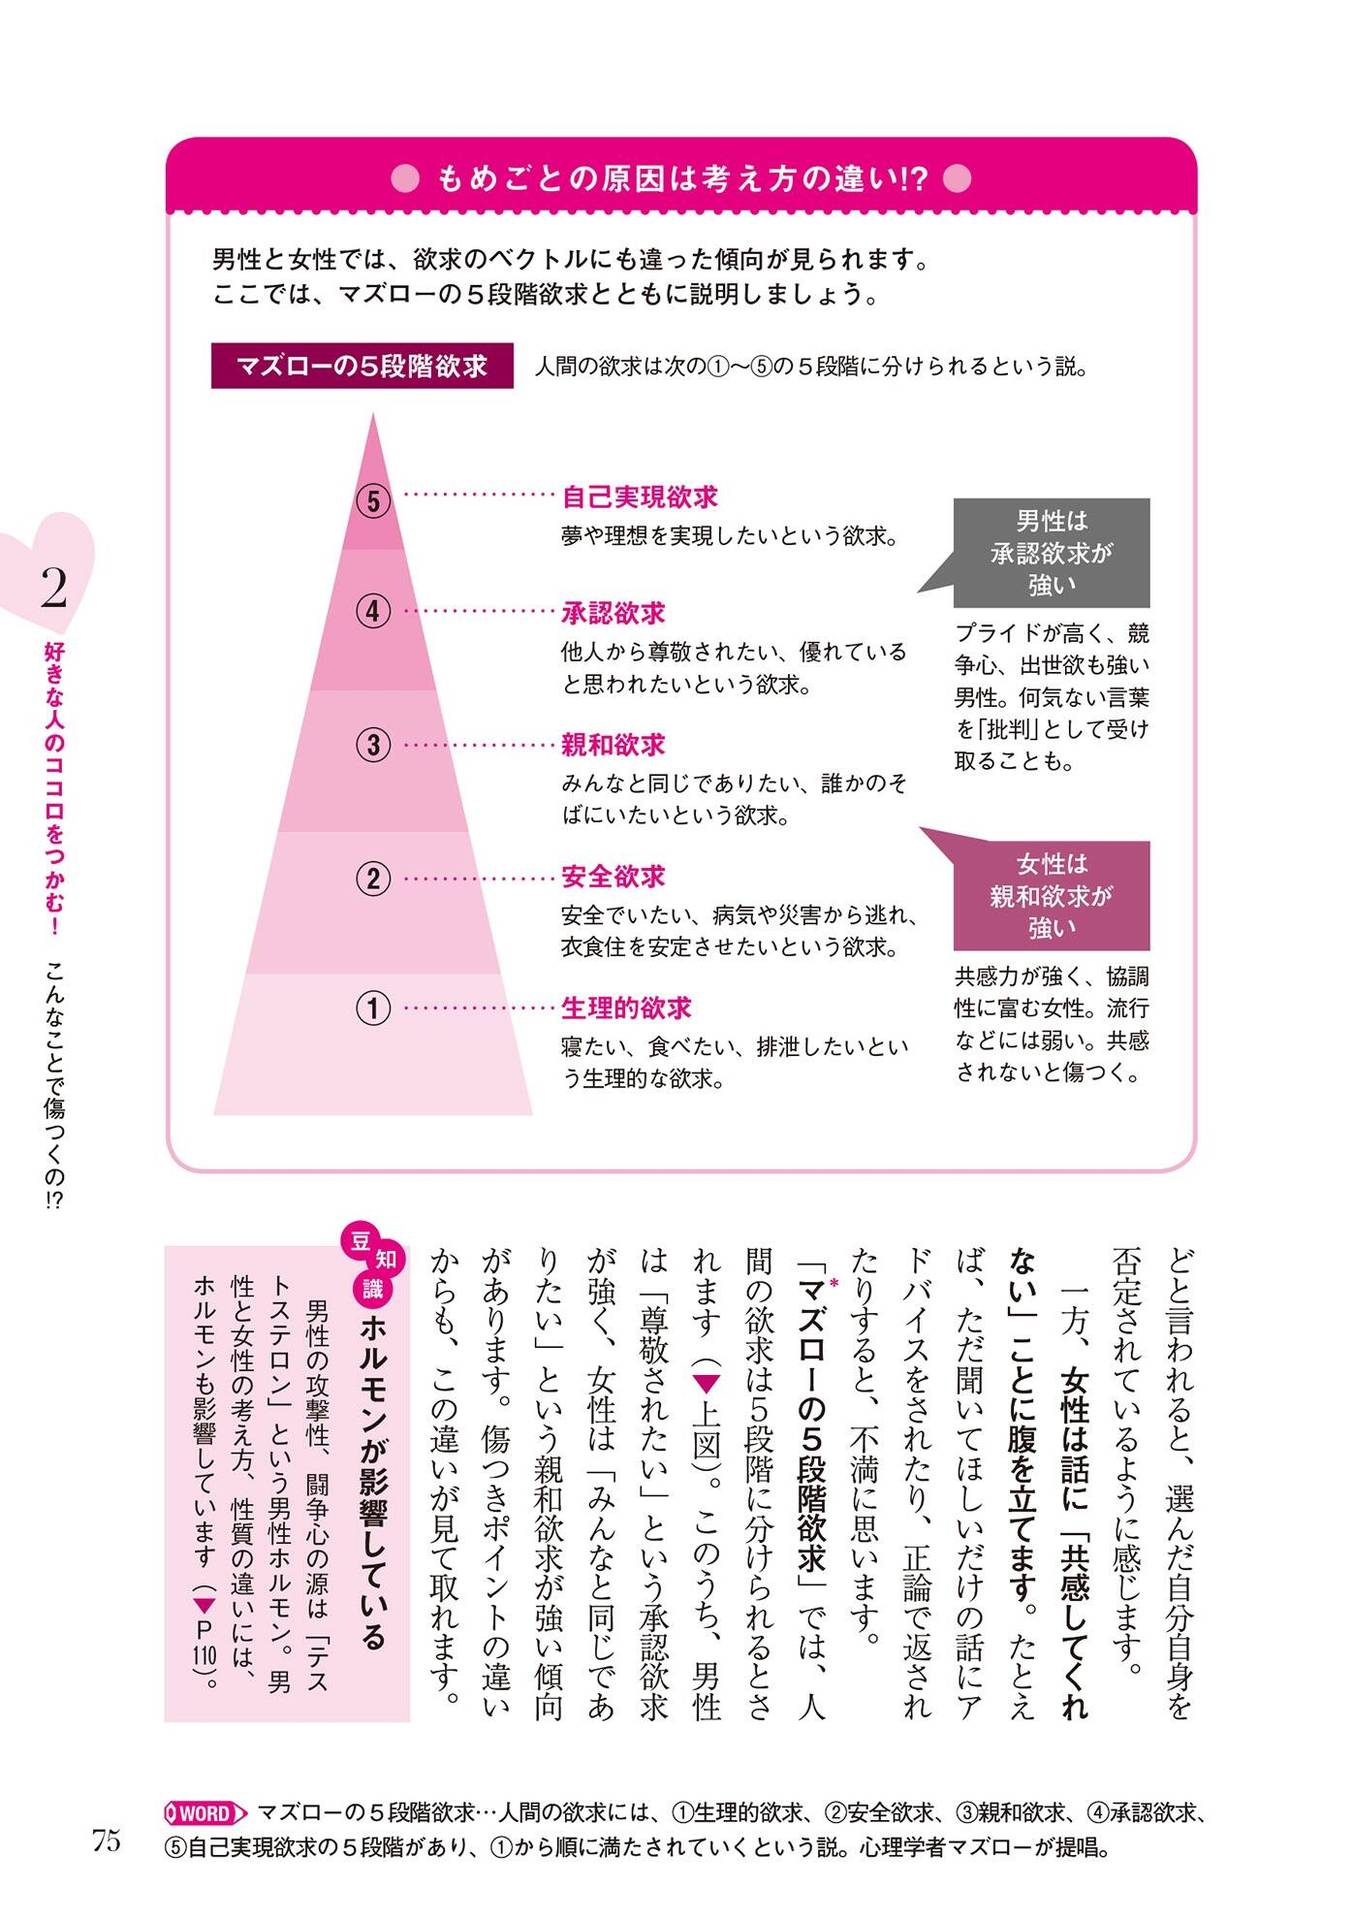 もめごとの原因は考え方の違い!?
男性と女性では、欲求のベクトルにも違った傾向が見られます。
ここでは、マズローの５段階欲求とともに説明しましょう。
マズローの５段階欲求
人間の欲求は次の①〜⑤の５段階に分けられるという説。
⑤
自己実現欲求
夢や理想を実現したいという欲求。
④
承認欲求
他人から尊敬されたい、優れている
と思われたいという欲求。
③
親和欲求
みんなと同じでありたい、誰かのそ
ばにいたいという欲求。
②
安全欲求
安全でいたい、病気や災害から逃れ、
衣食住を安定させたいという欲求。
①
生理的欲求
寝たい、食べたい、排泄したいとい
う生理的な欲求。
男性は
承認欲求が
強い
プライドが高く、競
争心、出世欲も強い
男性。何気ない言葉
を「批判」として受け
取ることも。
女性は
親和欲求が
強い
共感力が強く、協調
性に富む女性。流行
などには弱い。共感
されないと傷つく。
2
好きな人のココロをつかむ！　こんなことで傷つくの!?
どと言われると、選んだ自分自身を
否定されているように感じます。
　一方、女性は話に「共感してくれ
ない」ことに腹を立てます。たとえ
ば、ただ聞いてほしいだけの話にア
ドバイスをされたり、正論で返され
たりすると、不満に思います。
「マズローの５段階欲求*」では、人
間の欲求は５段階に分けられるとさ
れます（▼上図）。このうち、男性
は「尊敬されたい」という承認欲求
が強く、女性は「みんなと同じであ
りたい」という親和欲求が強い傾向
があります。傷つきポイントの違い
からも、この違いが見て取れます。
豆知識
ホルモンが影響している
　男性の攻撃性、闘争心の源は「テス
トステロン」という男性ホルモン。男
性と女性の考え方、性質の違いには、
ホルモンも影響しています（▼P110）。
WORD マズローの５段階欲求…人間の欲求には、①生理的欲求、②安全欲求、③親和欲求、④承認欲求、
⑤自己実現欲求の５段階があり、①から順に満たされていくという説。心理学者マズローが提唱。
75